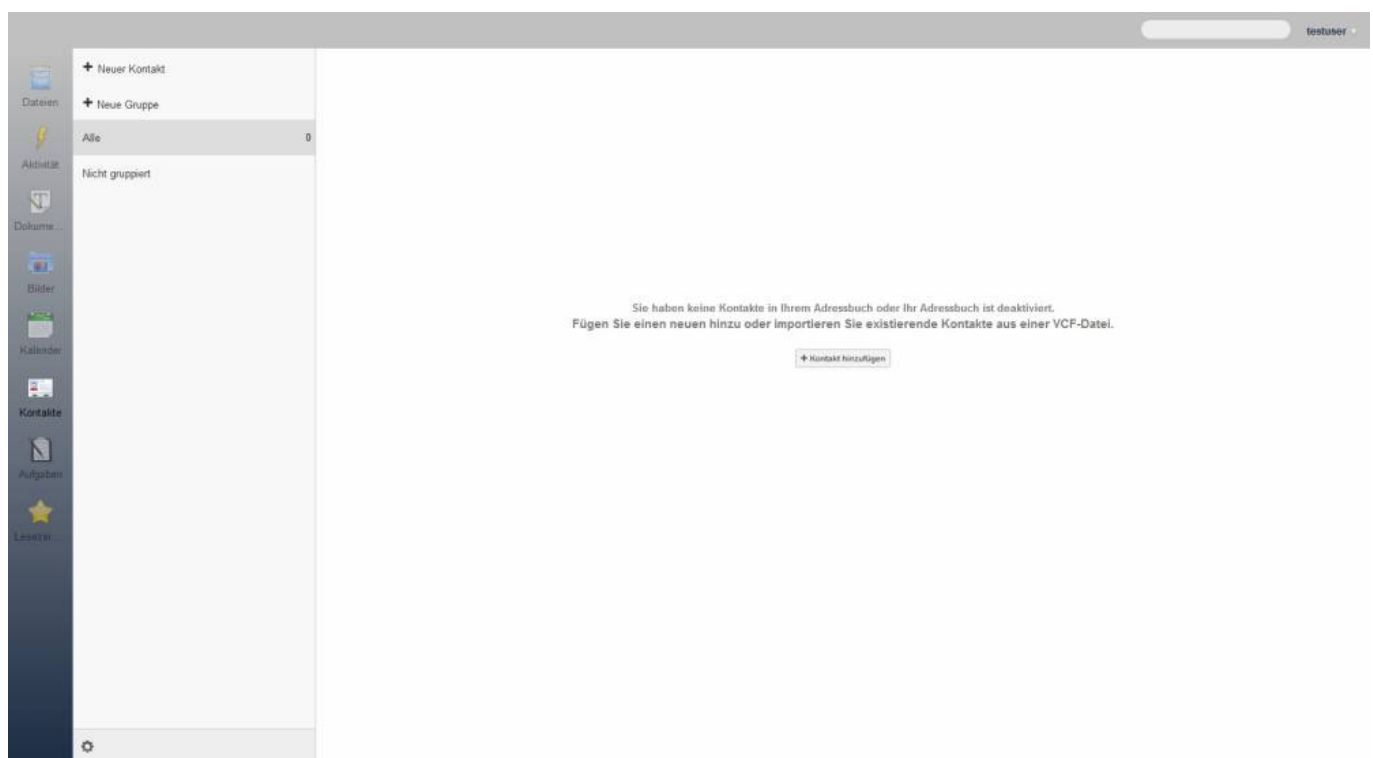 testuser
Dateien
Aktivität
Dokume...
Bilder
Kalender
Kontakte
Aufgaben
Lesezei...
+ Neuer Kontakt
+ Neue Gruppe
Alle 0
Nicht gruppiert
Sie haben keine Kontakte in Ihrem Adressbuch oder Ihr Adressbuch ist deaktiviert.
Fügen Sie einen neuen hinzu oder importieren Sie existierende Kontakte aus einer VCF-Datei.
+ Kontakt hinzufügen